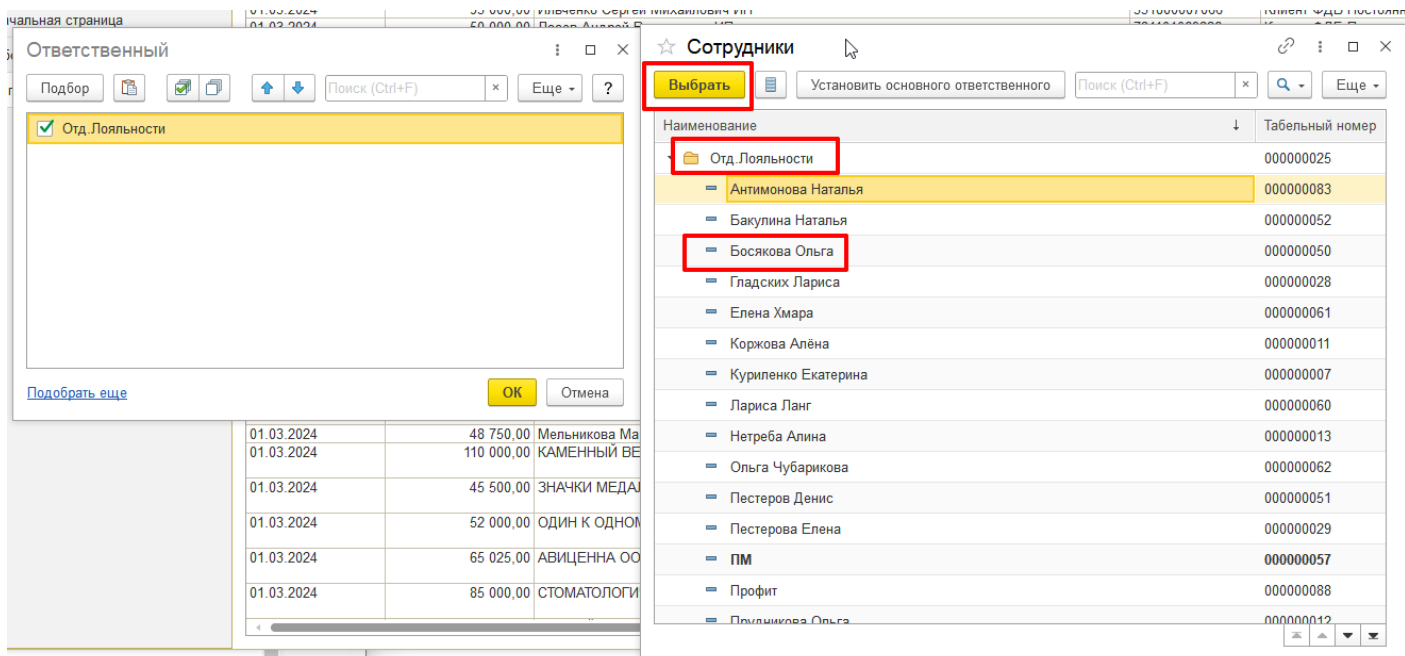 ачальная страница
Ответственный
Подбор
Поиск (Ctrl+F)
×
Еще
?
Отд.Лояльности
Подобрать еще
ОК
Отмена
01.03.2024 48 750,00 Мельникова Ма
01.03.2024 110 000,00 КАМЕННЫЙ ВЕ
01.03.2024 45 500,00 ЗНАЧКИ МЕДАЛ
01.03.2024 52 000,00 ОДИН К ОДНОМ
01.03.2024 65 025,00 АВИЦЕННА ОО
01.03.2024 85 000,00 СТОМАТОЛОГИ
Сотрудники
Выбрать
Установить основного ответственного
Поиск (Ctrl+F)
×
Еще
Наименование ↓ Табельный номер
Отд.Лояльности 000000025
Антимонова Наталья 000000083
Бакулина Наталья 000000052
Босякова Ольга 000000050
Гладских Лариса 000000028
Елена Хмара 000000061
Коржова Алёна 000000011
Куриленко Екатерина 000000007
Лариса Ланг 000000060
Нетреба Алина 000000013
Ольга Чубарикова 000000062
Пестеров Денис 000000051
Пестерова Елена 000000029
ПМ 000000057
Профит 000000088
Прудникова Ольга 000000012